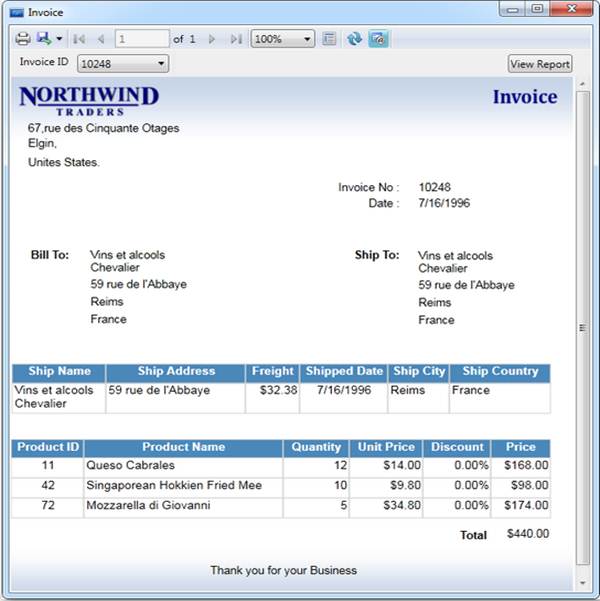 Invoice
1 of 1 100%
Invoice ID 10248 View Report
NORTHWIND
TRADERS
Invoice
67,rue des Cinquante Otages
Elgin,
Unites States.
Invoice No : 10248
Date : 7/16/1996
Bill To: Vins et alcools Ship To: Vins et alcools
Chevalier Chevalier
59 rue de l'Abbaye 59 rue de l'Abbaye
Reims Reims
France France
Ship Name Ship Address Freight Shipped Date Ship City Ship Country
Vins et alcools 59 rue de l'Abbaye $32.38 7/16/1996 Reims France
Chevalier
Product ID Product Name Quantity Unit Price Discount Price
11 Queso Cabrales 12 $14.00 0.00% $168.00
42 Singaporean Hokkien Fried Mee 10 $9.80 0.00% $98.00
72 Mozzarella di Giovanni 5 $34.80 0.00% $174.00
Total $440.00
Thank you for your Business